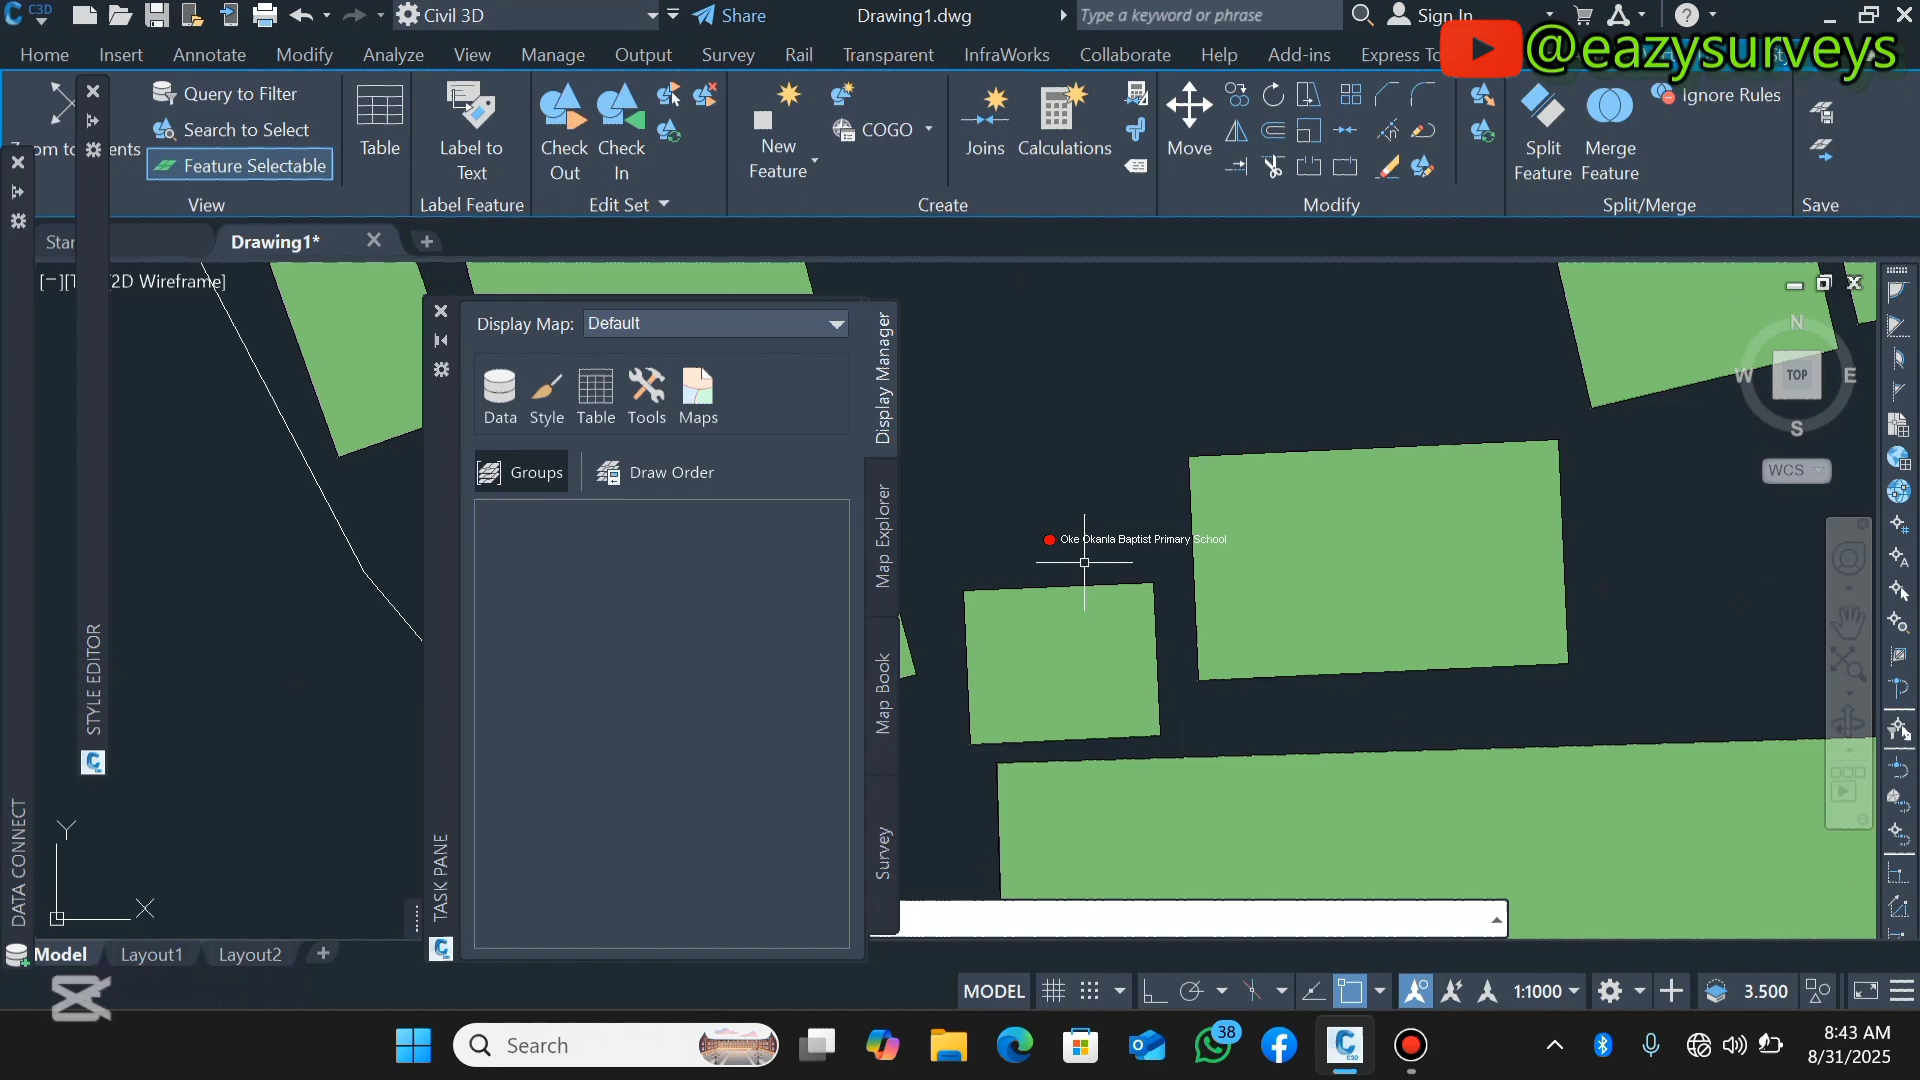 C3D
Civil 3D
Share
Drawing1.dwg
Type a keyword or phrase
Sign In
Home
Insert
Annotate
Modify
Analyze
View
Manage
Output
Survey
Rail
Transparent
InfraWorks
Collaborate
Help
Add-ins
Express To
@eazysurveys
Query to Filter
Search to Select
Feature Selectable
View
Table
Label to
Text
Label Feature
Check
Out
Check
In
Edit Set
New
Feature
COGO
Joins
Calculations
Create
Move
Modify
Split
Feature
Merge
Feature
Ignore Rules
Split/Merge
Save
Star
Drawing1*
2D Wireframe]
Display Map:
Default
Data
Style
Table
Tools
Maps
Groups
Draw Order
Display Manager
Map Explorer
Map Book
Survey
TASK PANE
STYLE EDITOR
DATA CONNECT
Oke Okanla Baptist Primary School
N
W
TOP
E
S
WCS
Y
X
Model
Layout1
Layout2
MODEL
1:1000
3.500
Search
38
8:43 AM
8/31/2025